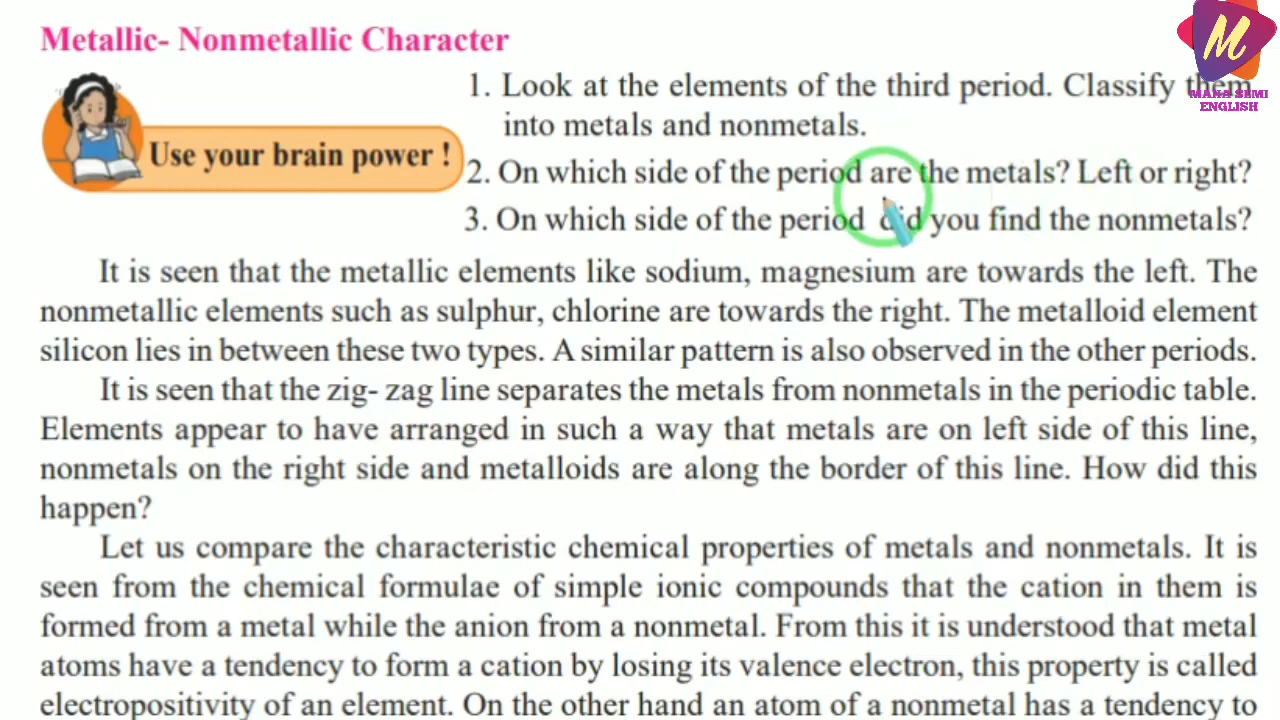 Metallic- Nonmetallic Character
M
MAHA SEMI
ENGLISH
Use your brain power !
1. Look at the elements of the third period. Classify them
into metals and nonmetals.
2. On which side of the period are the metals? Left or right?
3. On which side of the period did you find the nonmetals?
It is seen that the metallic elements like sodium, magnesium are towards the left. The
nonmetallic elements such as sulphur, chlorine are towards the right. The metalloid element
silicon lies in between these two types. A similar pattern is also observed in the other periods.
It is seen that the zig- zag line separates the metals from nonmetals in the periodic table.
Elements appear to have arranged in such a way that metals are on left side of this line,
nonmetals on the right side and metalloids are along the border of this line. How did this
happen?
Let us compare the characteristic chemical properties of metals and nonmetals. It is
seen from the chemical formulae of simple ionic compounds that the cation in them is
formed from a metal while the anion from a nonmetal. From this it is understood that metal
atoms have a tendency to form a cation by losing its valence electron, this property is called
electropositivity of an element. On the other hand an atom of a nonmetal has a tendency to